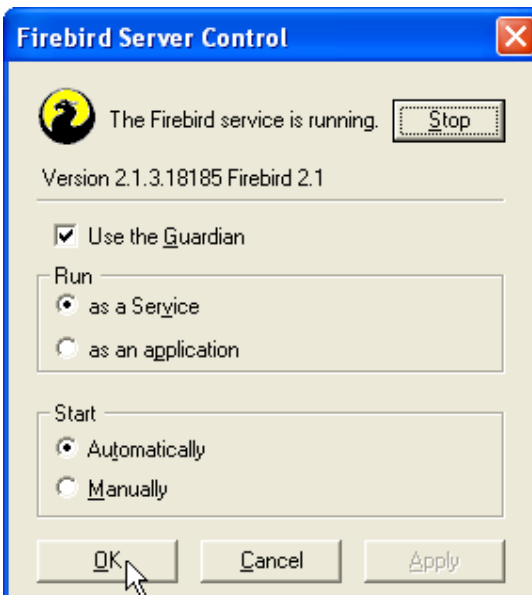 Firebird Server Control
The Firebird service is running. Stop
Version 2.1.3.18185 Firebird 2.1
Use the Guardian
Run
as a Service
as an application
Start
Automatically
Manually
OK Cancel Apply